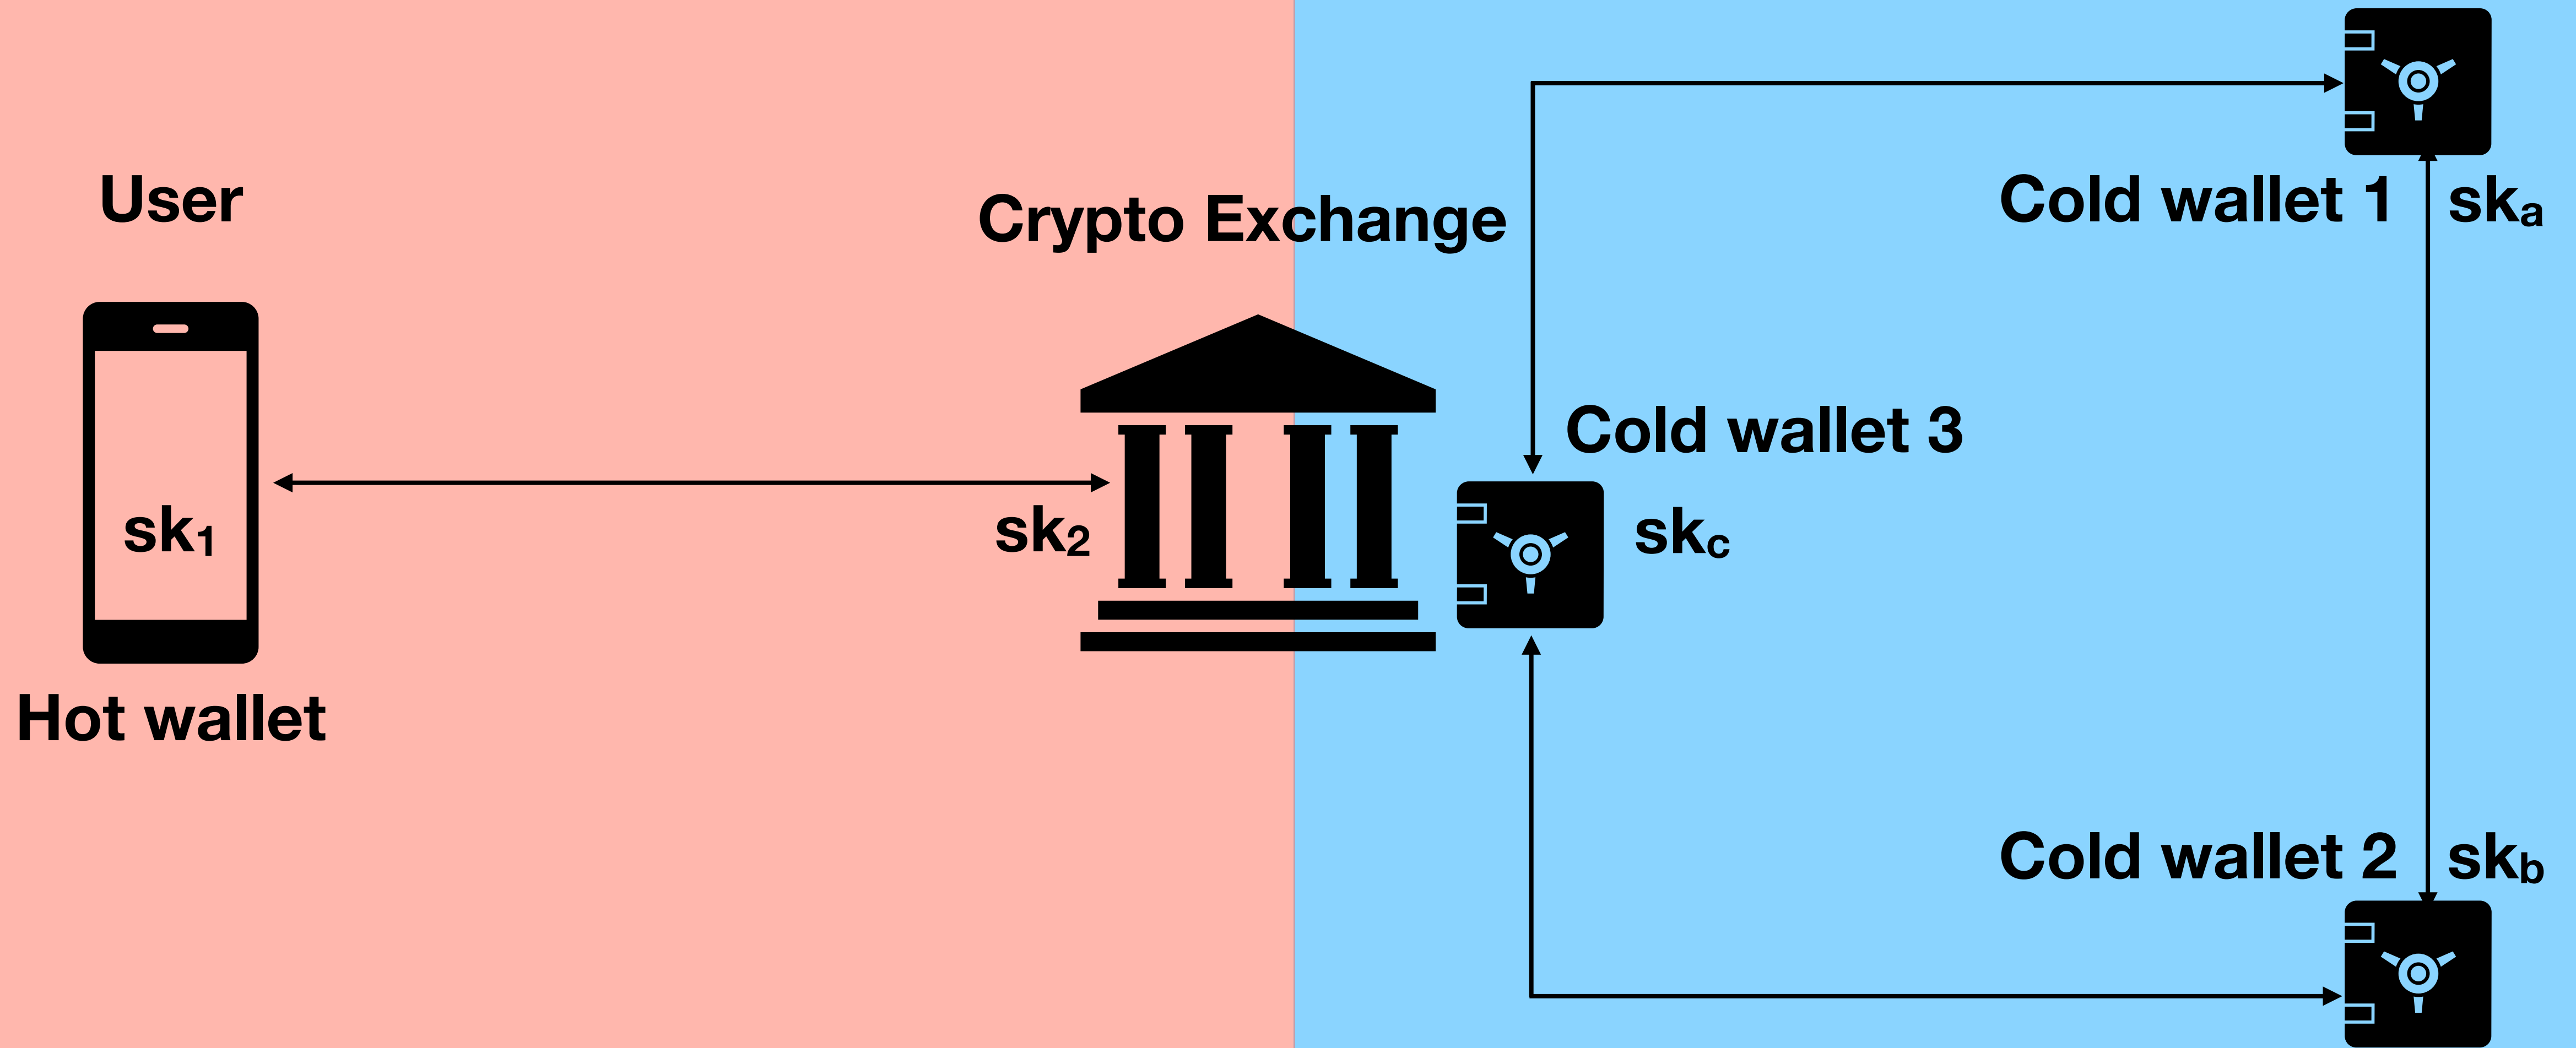 User
sk₁
Hot wallet
Crypto Exchange
sk₂
Cold wallet 3
skc
Cold wallet 1 ska
Cold wallet 2 skb